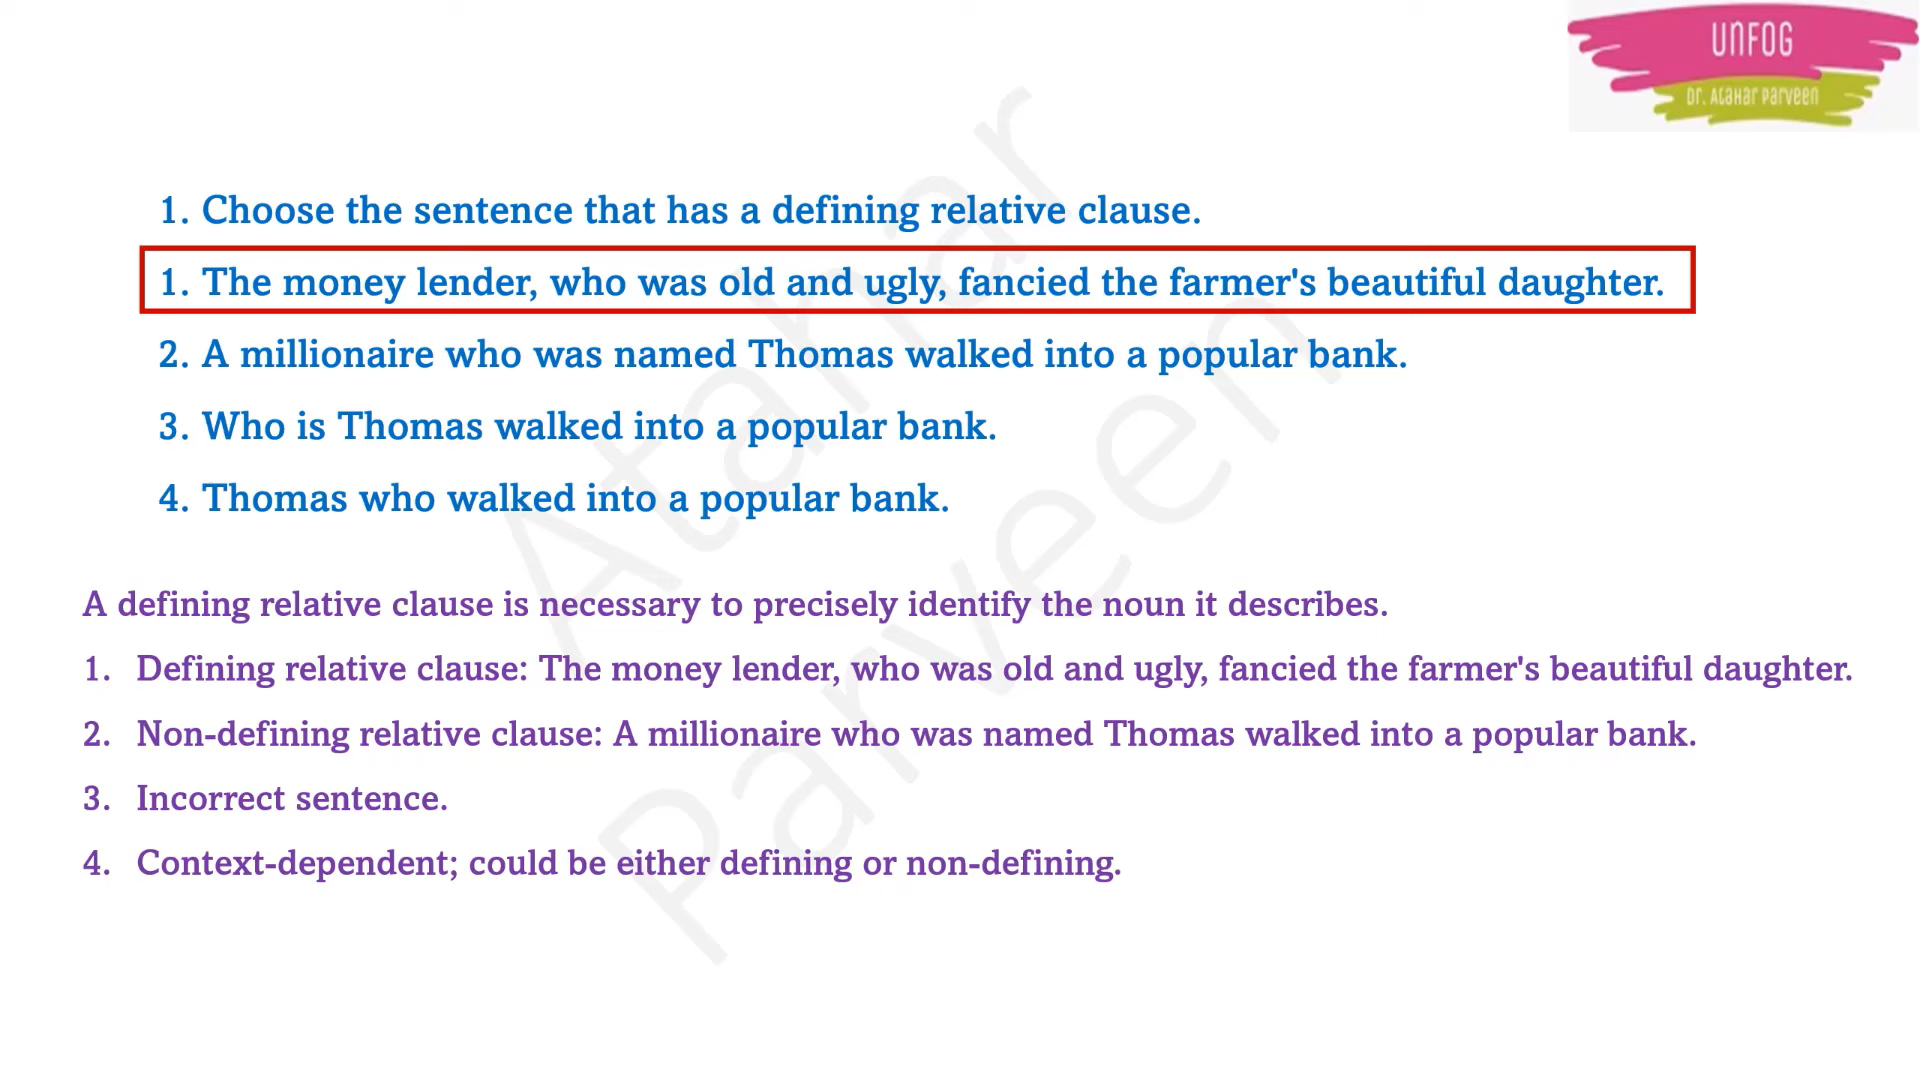 UNFOG
Dr. Atahar Parveen
1. Choose the sentence that has a defining relative clause.
1. The money lender, who was old and ugly, fancied the farmer's beautiful daughter.
2. A millionaire who was named Thomas walked into a popular bank.
3. Who is Thomas walked into a popular bank.
4. Thomas who walked into a popular bank.
A defining relative clause is necessary to precisely identify the noun it describes.
1. Defining relative clause: The money lender, who was old and ugly, fancied the farmer's beautiful daughter.
2. Non-defining relative clause: A millionaire who was named Thomas walked into a popular bank.
3. Incorrect sentence.
4. Context-dependent; could be either defining or non-defining.
Atahar
Parveen